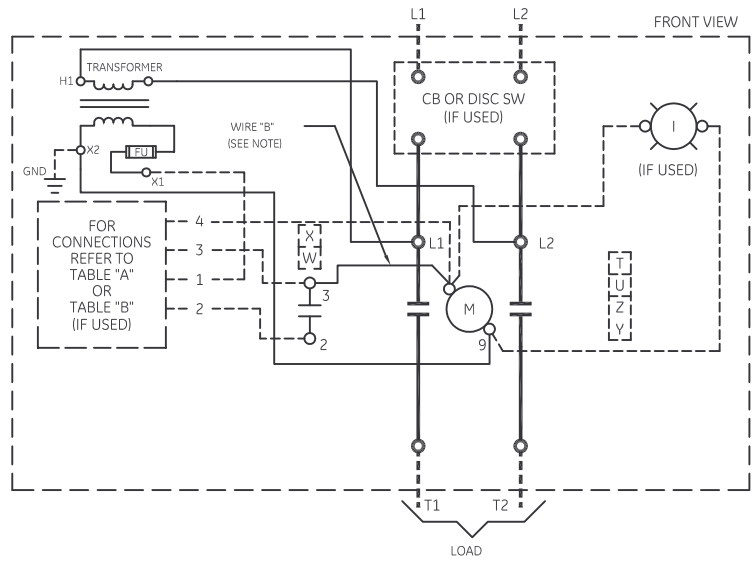 L1
L2
FRONT VIEW
TRANSFORMER
H1
CB OR DISC SW
(IF USED)
WIRE "B"
(SEE NOTE)
I
(IF USED)
X2
FU
GND
X1
FOR
CONNECTIONS
REFER TO
TABLE "A"
OR
TABLE "B"
(IF USED)
4
3
1
2
X
W
3
2
L1
L2
M
9
T
U
Z
Y
T1
T2
LOAD